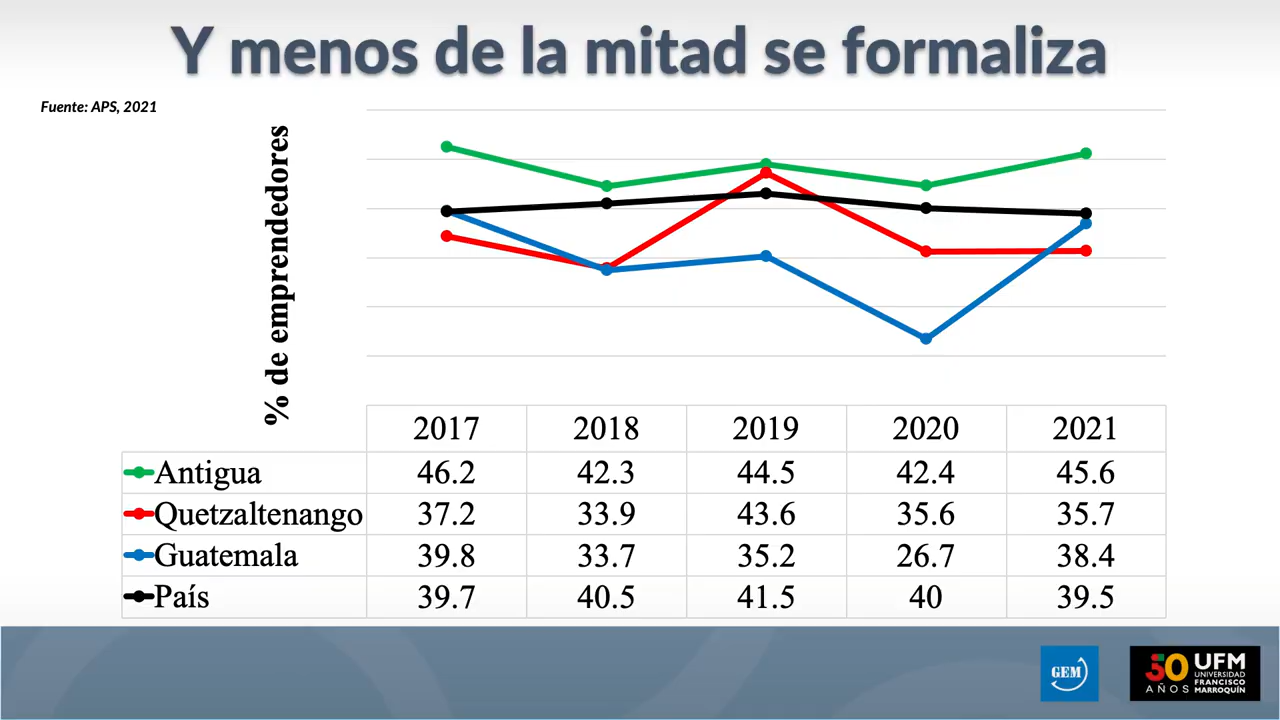 Y menos de la mitad se formaliza
Fuente: APS, 2021
% de emprendedores
2017 2018 2019 2020 2021
Antigua 46.2 42.3 44.5 42.4 45.6
Quetzaltenango 37.2 33.9 43.6 35.6 35.7
Guatemala 39.8 33.7 35.2 26.7 38.4
País 39.7 40.5 41.5 40 39.5
GEM
50 AÑOS
UFM
UNIVERSIDAD
FRANCISCO
MARROQUÍN